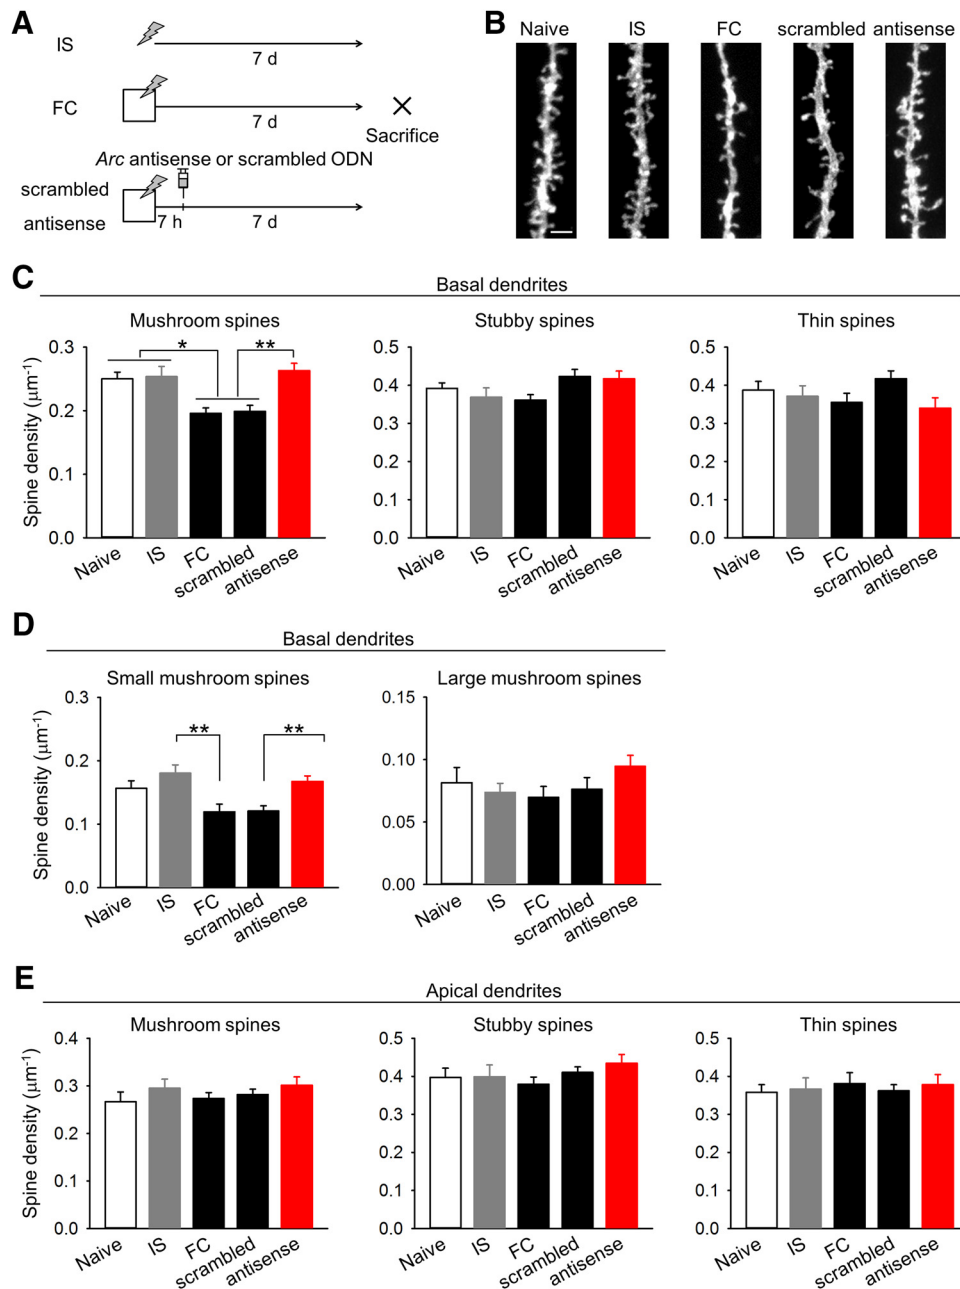 A
IS
7 d
FC
7 d
Sacrifice
Arc antisense or scrambled ODN
scrambled
antisense
7 h
7 d
B
Naive
IS
FC
scrambled
antisense
C
Basal dendrites
Mushroom spines
Spine density (μm-1)
0.3
0.2
0.1
0.0
*
**
Naive
IS
FC
scrambled
antisense
Stubby spines
0.5
0.4
0.3
0.2
0.1
0.0
Naive
IS
FC
scrambled
antisense
Thin spines
0.5
0.4
0.3
0.2
0.1
0.0
Naive
IS
FC
scrambled
antisense
D
Basal dendrites
Small mushroom spines
Spine density (μm-1)
0.3
0.2
0.1
0.0
**
**
Naive
IS
FC
scrambled
antisense
Large mushroom spines
0.15
0.10
0.05
0.00
Naive
IS
FC
scrambled
antisense
E
Apical dendrites
Mushroom spines
Spine density (μm-1)
0.4
0.3
0.2
0.1
0.0
Naive
IS
FC
scrambled
antisense
Stubby spines
0.5
0.4
0.3
0.2
0.1
0.0
Naive
IS
FC
scrambled
antisense
Thin spines
0.5
0.4
0.3
0.2
0.1
0.0
Naive
IS
FC
scrambled
antisense